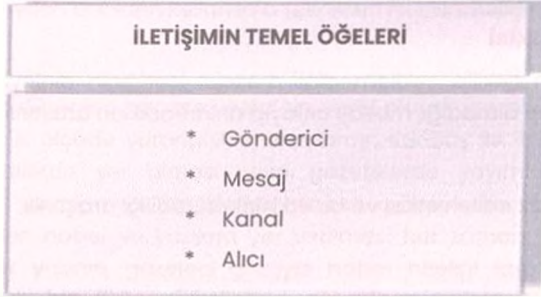 İLETİŞİMİN TEMEL ÖĞELERİ
* Gönderici
* Mesaj
* Kanal
* Alıcı